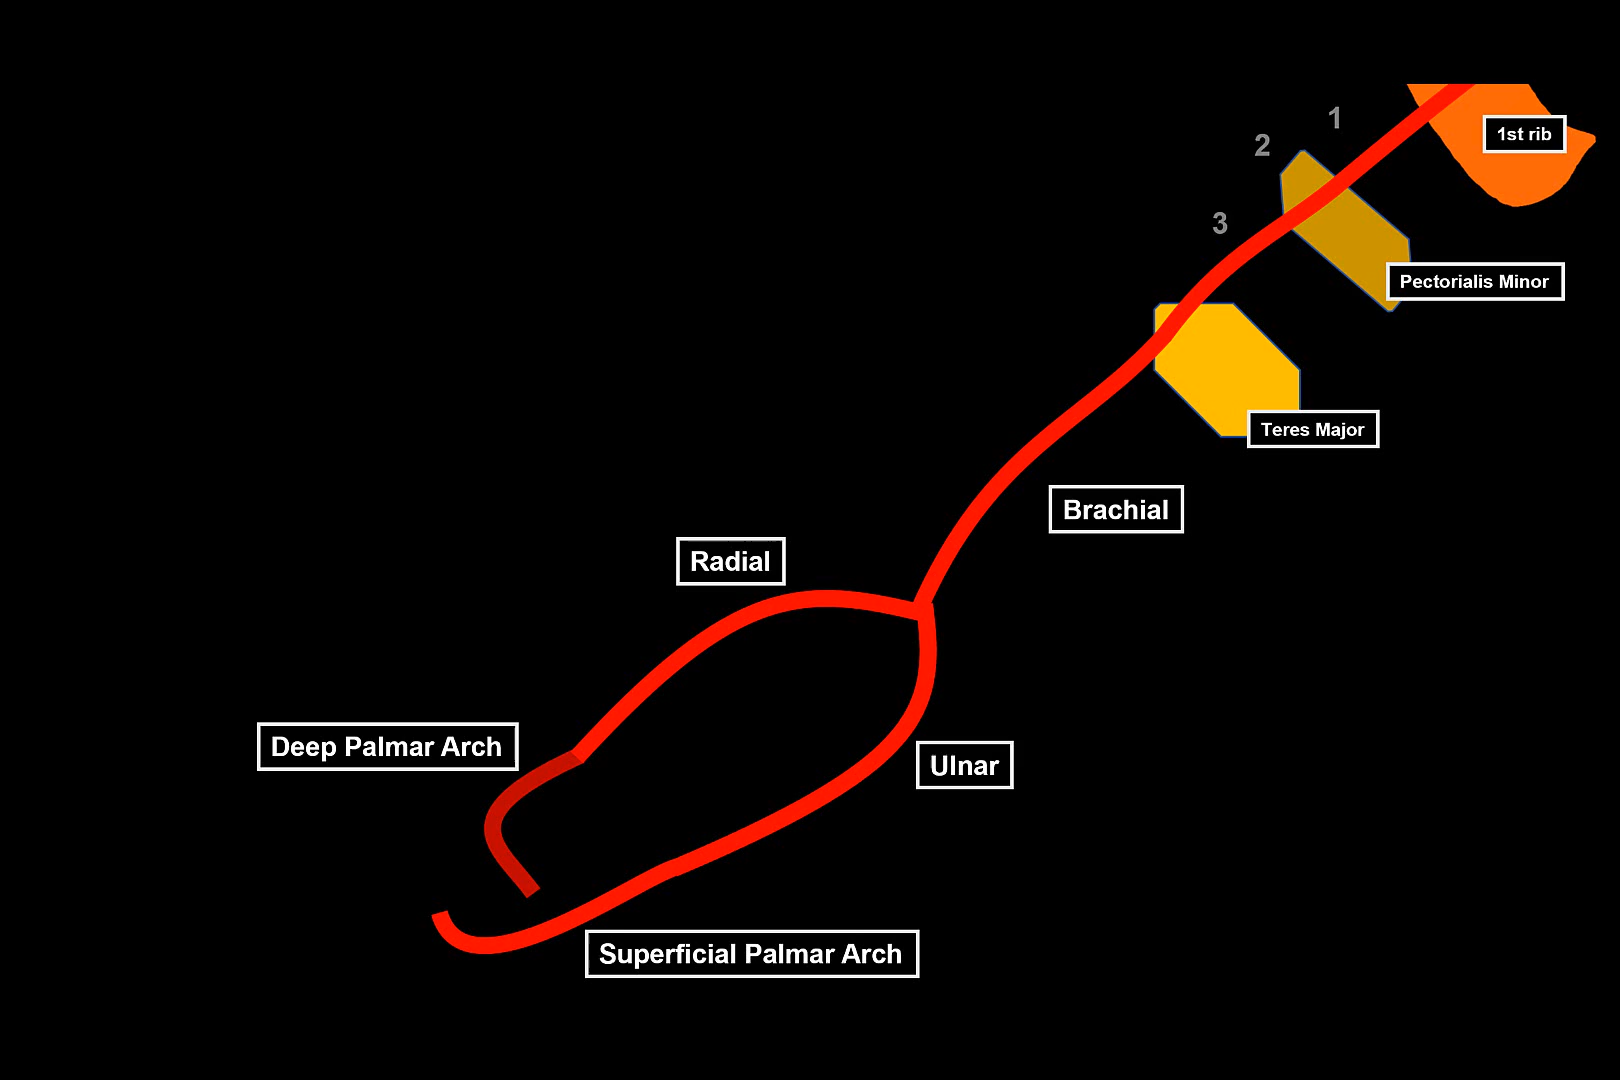 1
1st rib
2
3
Pectorialis Minor
Teres Major
Brachial
Radial
Deep Palmar Arch
Ulnar
Superficial Palmar Arch